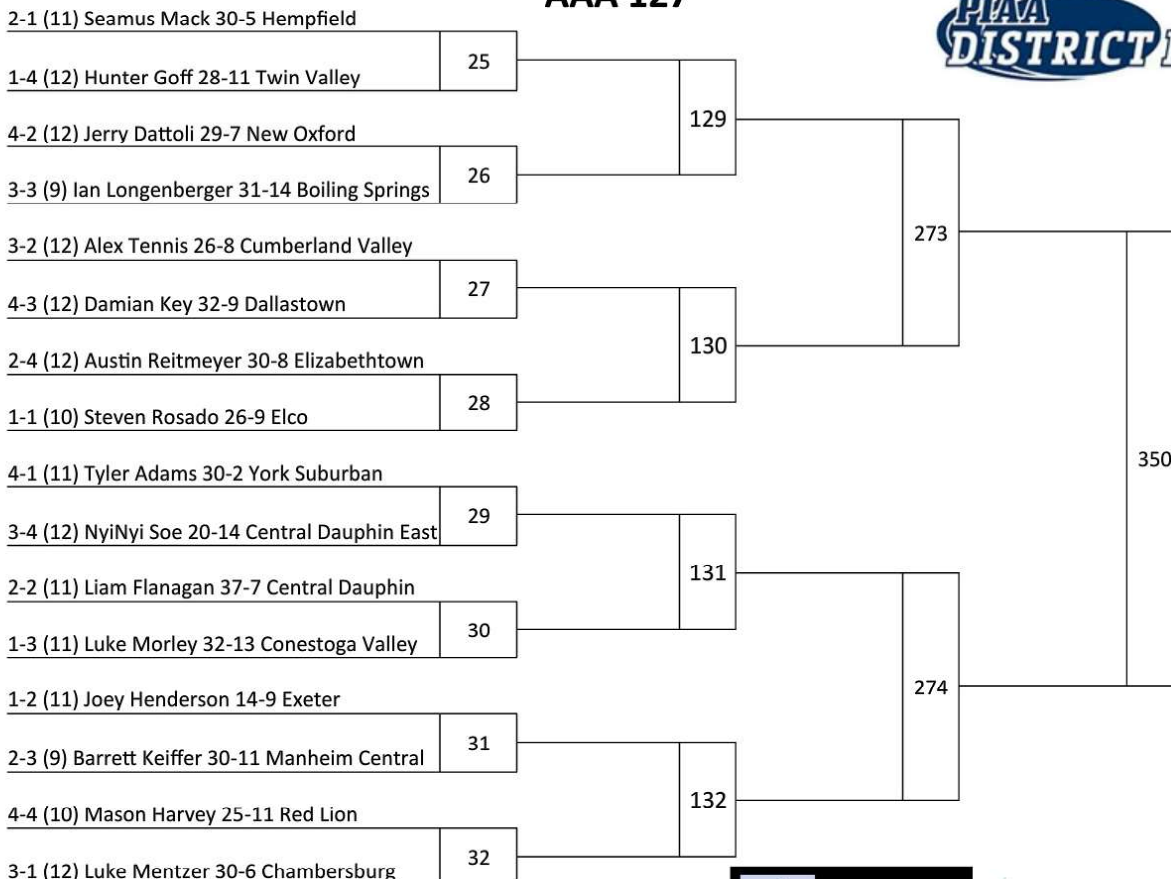 AAA 127
PIAA
DISTRICT
2-1 (11) Seamus Mack 30-5 Hempfield
25
1-4 (12) Hunter Goff 28-11 Twin Valley
129
4-2 (12) Jerry Dattoli 29-7 New Oxford
26
3-3 (9) Ian Longenberger 31-14 Boiling Springs
273
3-2 (12) Alex Tennis 26-8 Cumberland Valley
27
4-3 (12) Damian Key 32-9 Dallastown
130
2-4 (12) Austin Reitmeyer 30-8 Elizabethtown
28
1-1 (10) Steven Rosado 26-9 Elco
350
4-1 (11) Tyler Adams 30-2 York Suburban
29
3-4 (12) NyiNyi Soe 20-14 Central Dauphin East
131
2-2 (11) Liam Flanagan 37-7 Central Dauphin
30
1-3 (11) Luke Morley 32-13 Conestoga Valley
274
1-2 (11) Joey Henderson 14-9 Exeter
31
2-3 (9) Barrett Keiffer 30-11 Manheim Central
132
4-4 (10) Mason Harvey 25-11 Red Lion
32
3-1 (12) Luke Mentzer 30-6 Chambersburg